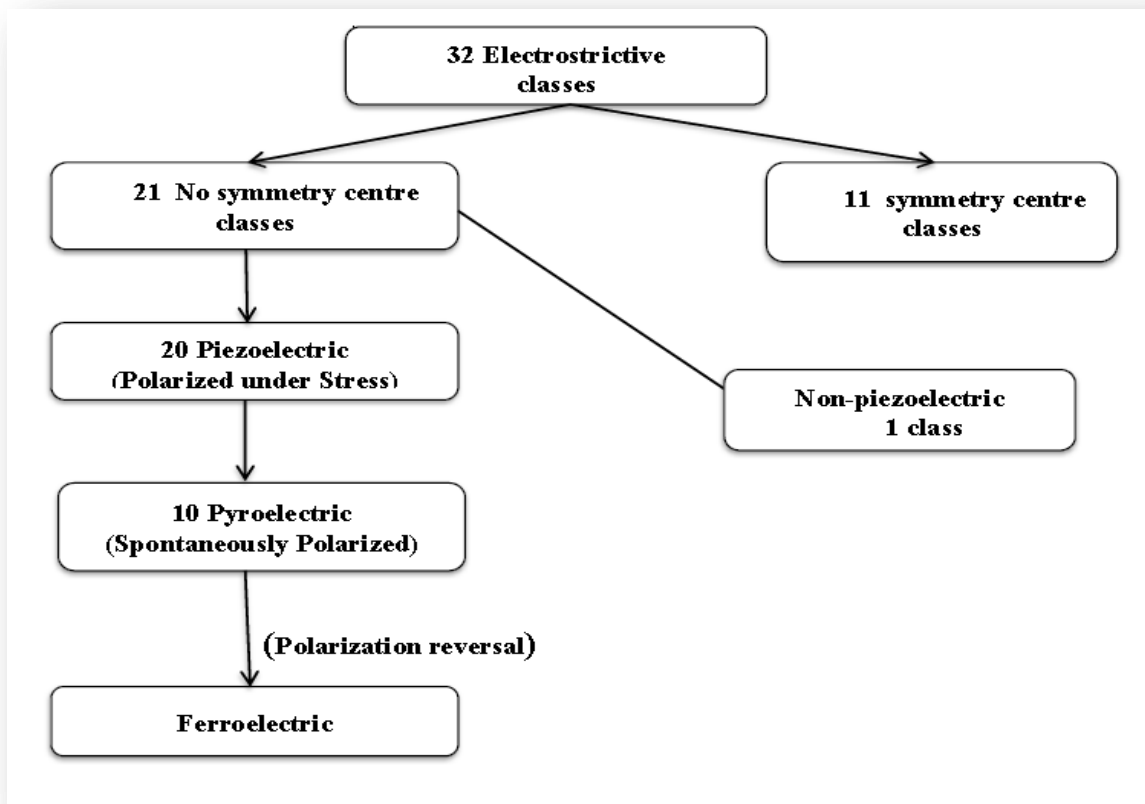 32 Electrostrictive
classes
21 No symmetry centre
classes
11 symmetry centre
classes
20 Piezoelectric
(Polarized under Stress)
Non-piezoelectric
1 class
10 Pyroelectric
(Spontaneously Polarized)
(Polarization reversal)
Ferroelectric